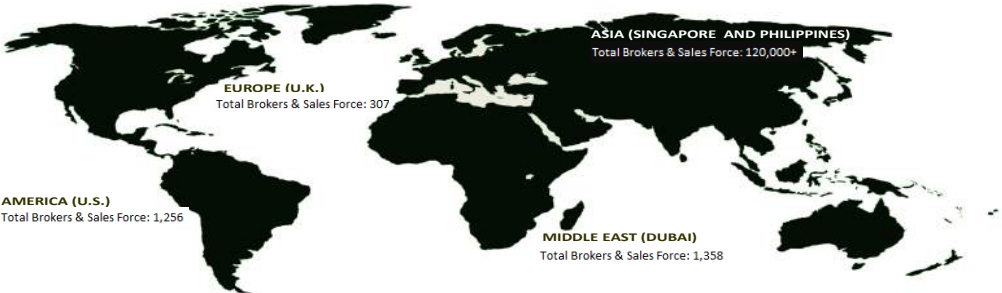 ASIA (SINGAPORE AND PHILIPPINES)
Total Brokers & Sales Force: 120,000+
EUROPE (U.K.)
Total Brokers & Sales Force: 307
AMERICA (U.S.)
Total Brokers & Sales Force: 1,256
MIDDLE EAST (DUBAI)
Total Brokers & Sales Force: 1,358